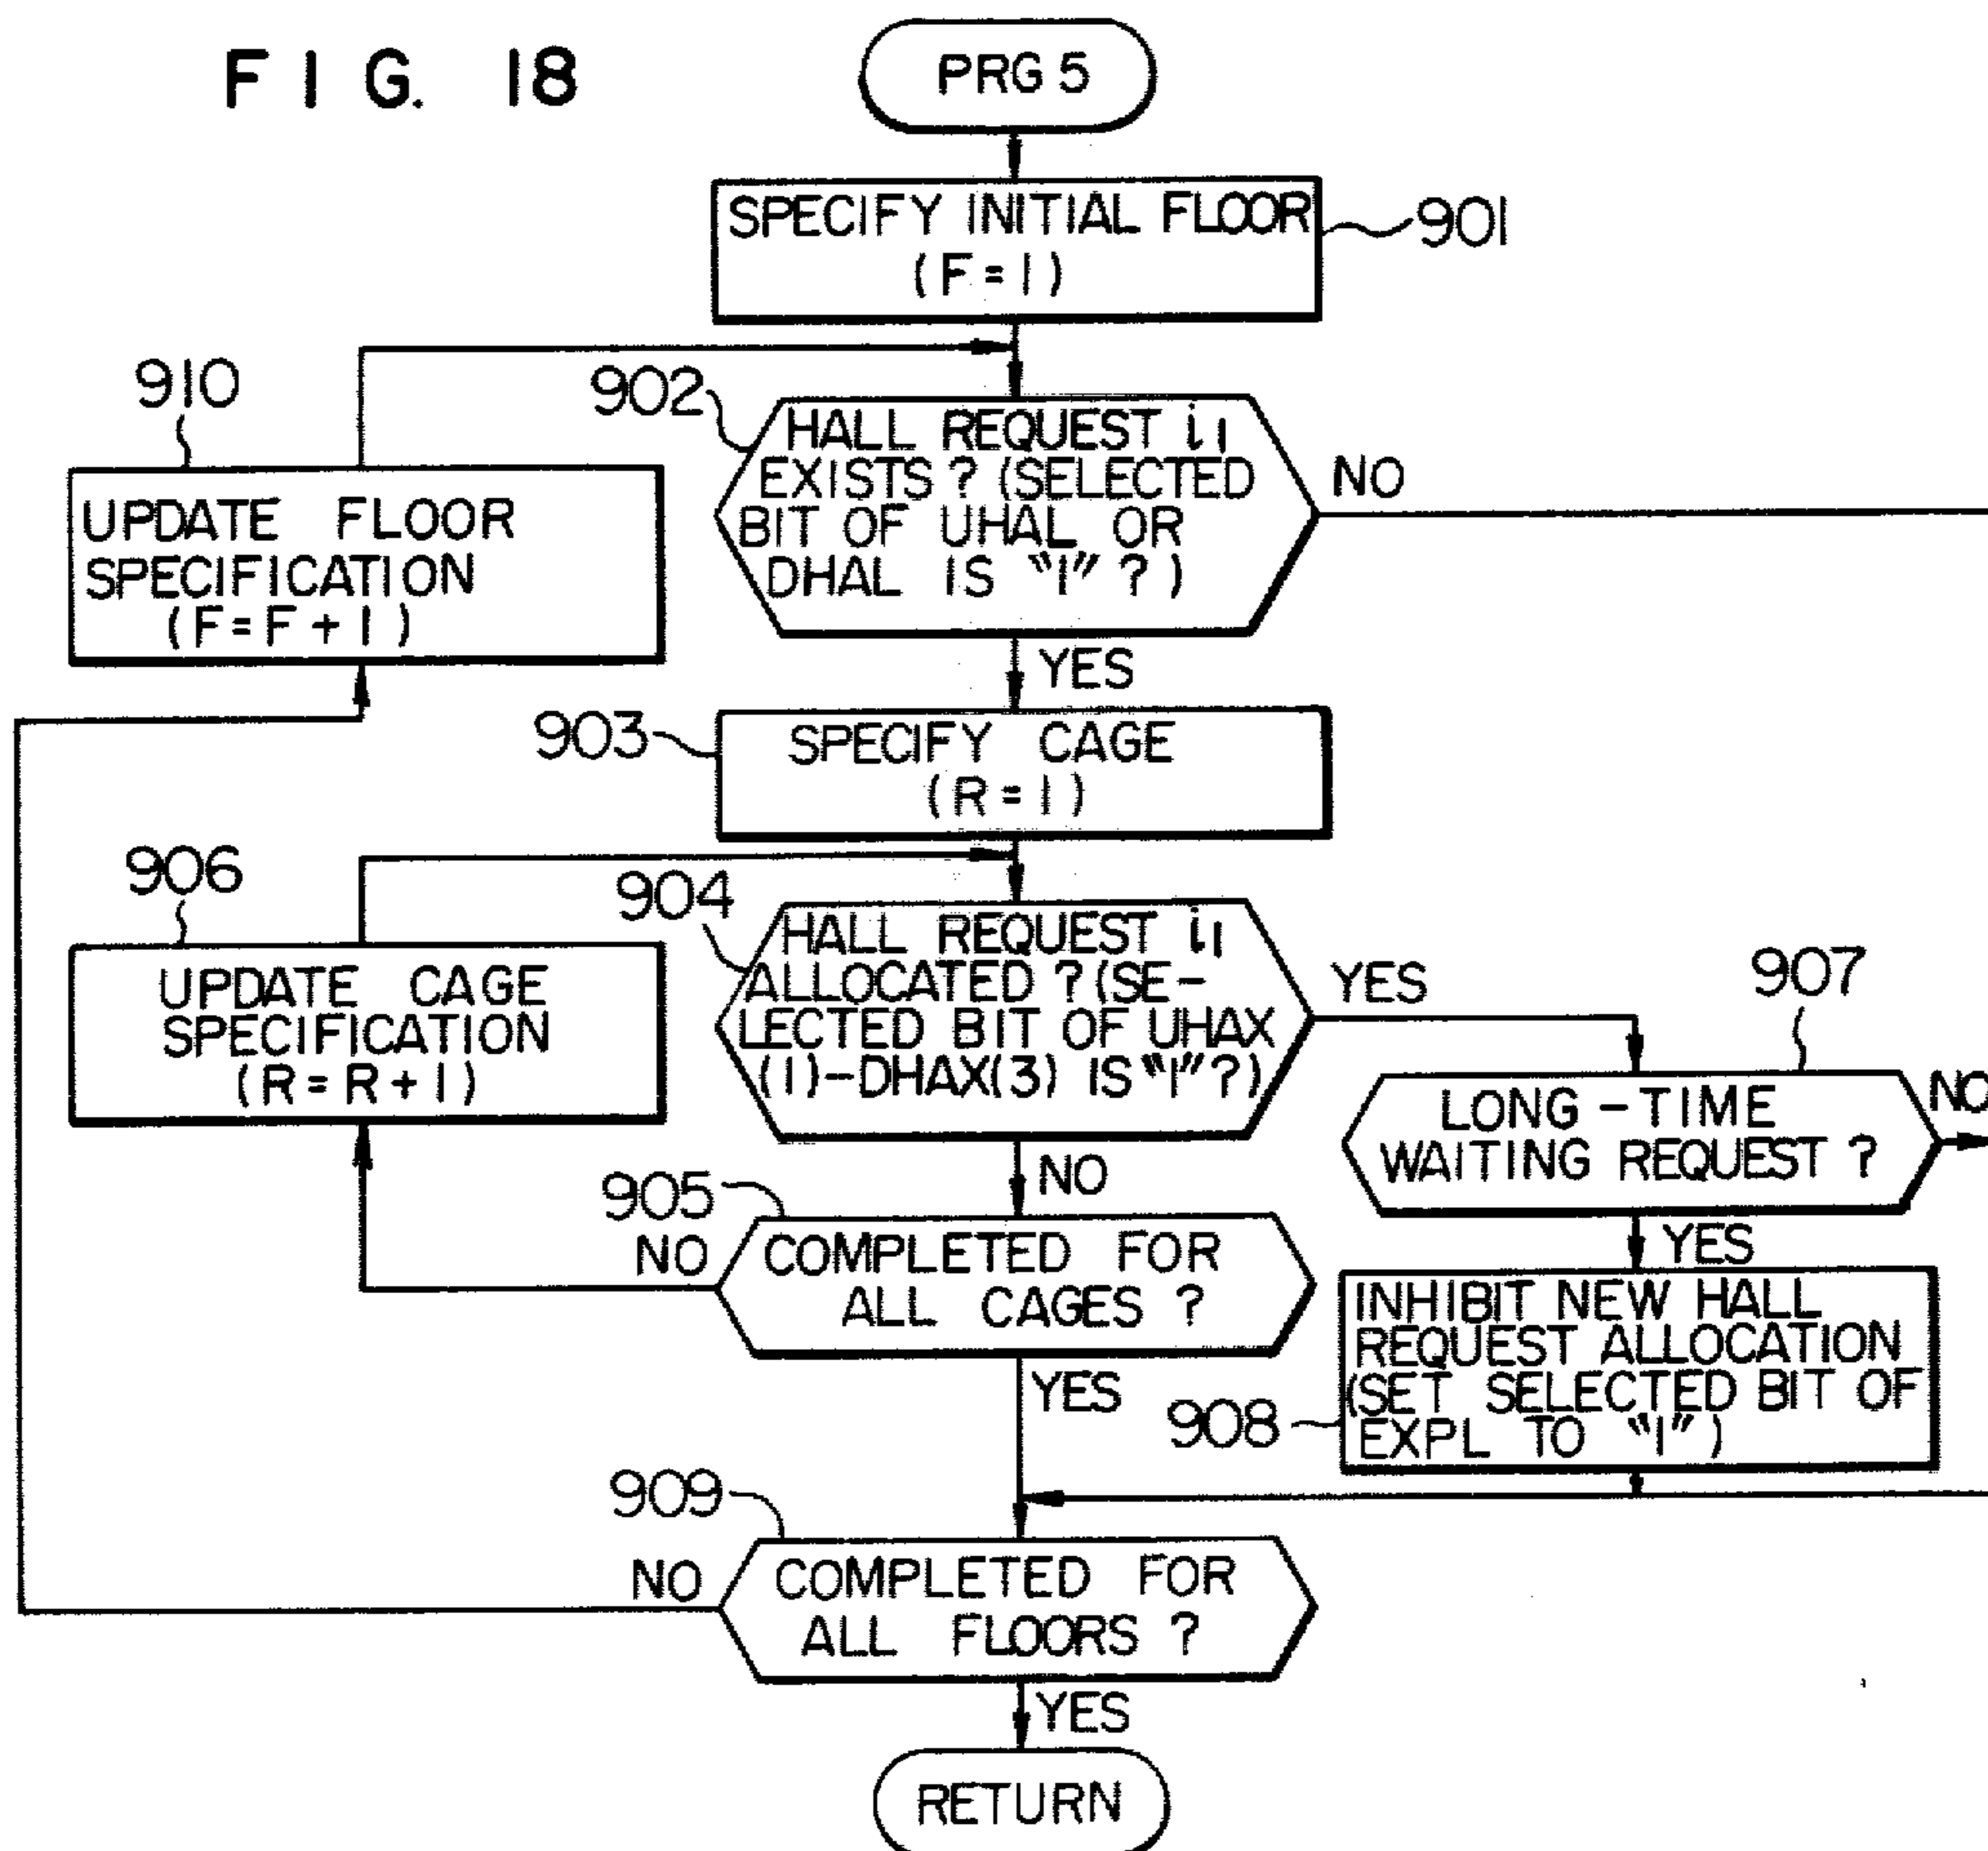 FIG. 18
PRG 5
SPECIFY INITIAL FLOOR
(F=1)
901
910
902
HALL REQUEST i1
EXISTS ? (SELECTED
BIT OF UHAL OR
DHAL IS "1" ?)
NO
UPDATE FLOOR
SPECIFICATION
(F=F+1)
YES
903
SPECIFY CAGE
(R=1)
906
904
HALL REQUEST i1
ALLOCATED ? (SE-
LECTED BIT OF UHAX
(1)-DHAX(3) IS "1"?)
YES
907
UPDATE CAGE
SPECIFICATION
(R=R+1)
LONG-TIME
WAITING REQUEST ?
NO
NO
905
NO
COMPLETED FOR
ALL CAGES ?
YES
YES
INHIBIT NEW HALL
REQUEST ALLOCATION
(SET SELECTED BIT OF
EXPL TO "1")
908
909
NO
COMPLETED FOR
ALL FLOORS ?
YES
RETURN